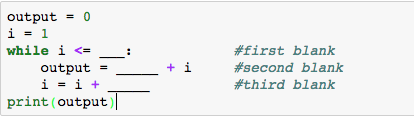 output = 0
i = 1
while i <= ___: #first blank
    output = _____ + i #second blank
    i = i + _____ #third blank
print(output)